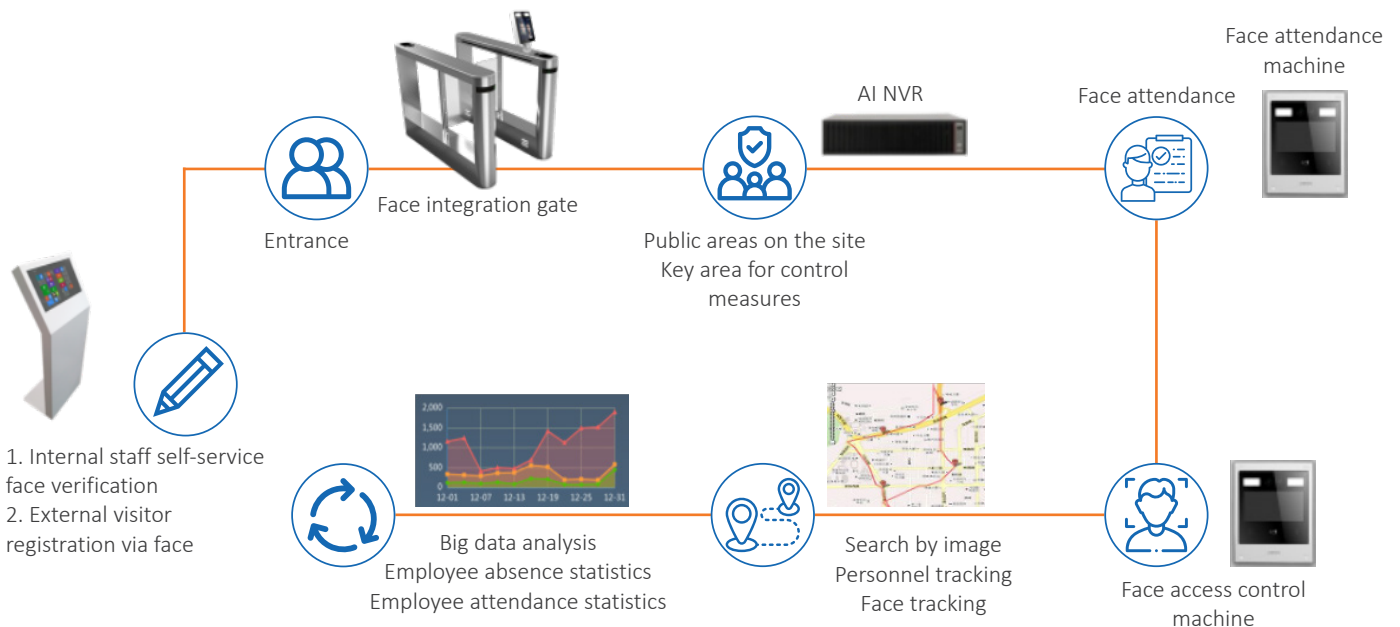 Face attendance
machine
AI NVR
Face attendance
Face integration gate
Entrance
Public areas on the site
Key area for control
measures
1. Internal staff self-service
face verification
2. External visitor
registration via face
2,000
1,500
1,000
500
0
12-01 12-07 12-13 12-19 12-25 12-31
Big data analysis
Employee absence statistics
Employee attendance statistics
Search by image
Personnel tracking
Face tracking
Face access control
machine